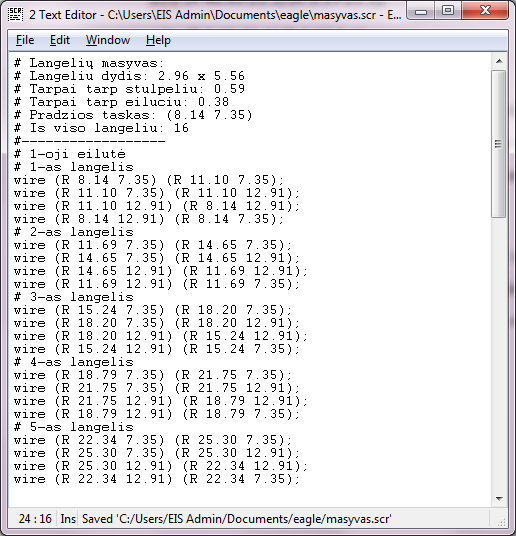 2 Text Editor - C:\Users\EIS Admin\Documents\eagle\masyvas.scr - E...
File Edit Window Help
# Langelių masyvas:
# Langeliu dydis: 2.96 x 5.56
# Tarpai tarp stulpeliu: 0.59
# Tarpai tarp eiluciu: 0.38
# Pradzios taskas: (8.14 7.35)
# Is viso langeliu: 16
#------------------
# 1-oji eilutė
# 1-as langelis
wire (R 8.14 7.35) (R 11.10 7.35);
wire (R 11.10 7.35) (R 11.10 12.91);
wire (R 11.10 12.91) (R 8.14 12.91);
wire (R 8.14 12.91) (R 8.14 7.35);
# 2-as langelis
wire (R 11.69 7.35) (R 14.65 7.35);
wire (R 14.65 7.35) (R 14.65 12.91);
wire (R 14.65 12.91) (R 11.69 12.91);
wire (R 11.69 12.91) (R 11.69 7.35);
# 3-as langelis
wire (R 15.24 7.35) (R 18.20 7.35);
wire (R 18.20 7.35) (R 18.20 12.91);
wire (R 18.20 12.91) (R 15.24 12.91);
wire (R 15.24 12.91) (R 15.24 7.35);
# 4-as langelis
wire (R 18.79 7.35) (R 21.75 7.35);
wire (R 21.75 7.35) (R 21.75 12.91);
wire (R 21.75 12.91) (R 18.79 12.91);
wire (R 18.79 12.91) (R 18.79 7.35);
# 5-as langelis
wire (R 22.34 7.35) (R 25.30 7.35);
wire (R 25.30 7.35) (R 25.30 12.91);
wire (R 25.30 12.91) (R 22.34 12.91);
wire (R 22.34 12.91) (R 22.34 7.35);
24 : 16 Ins Saved 'C:/Users/EIS Admin/Documents/eagle/masyvas.scr'